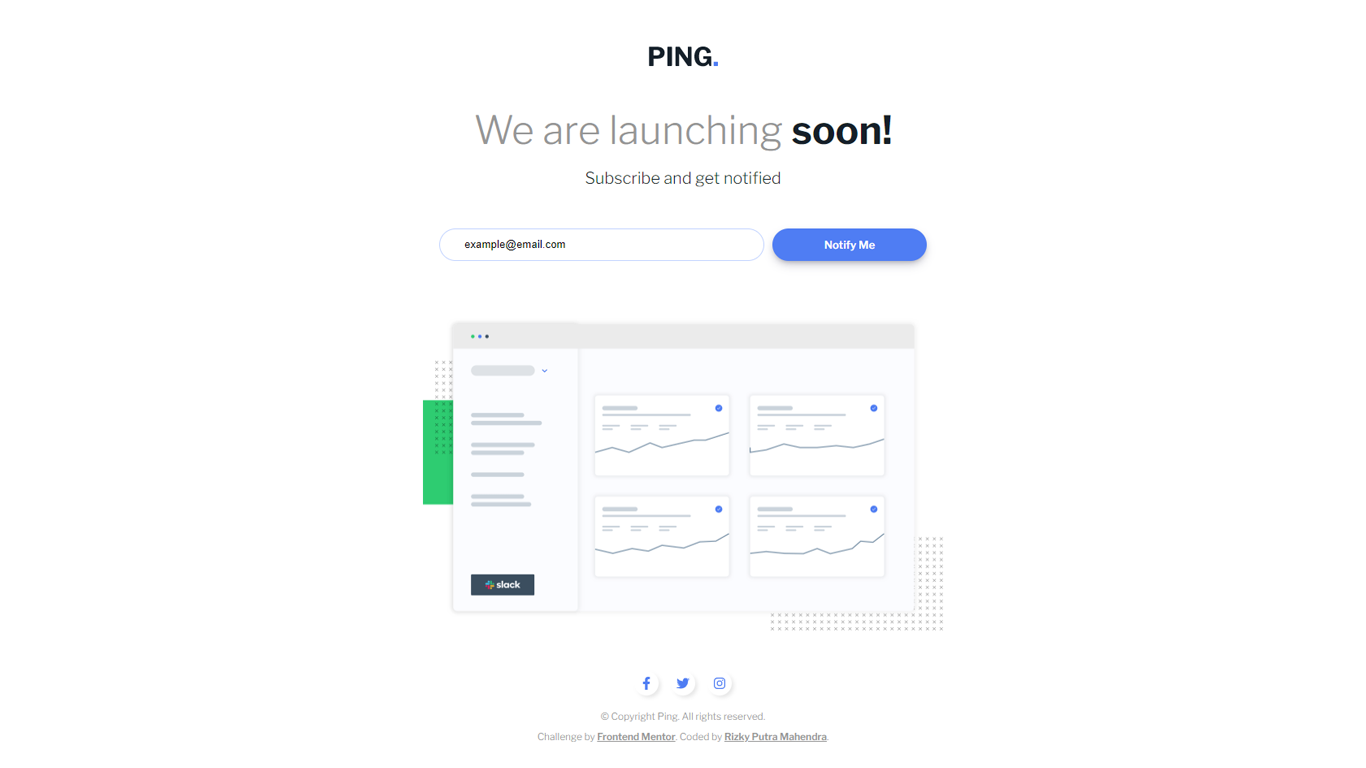 PING.
We are launching soon!
Subscribe and get notified
example@email.com
Notify Me
slack
© Copyright Ping. All rights reserved.
Challenge by Frontend Mentor. Coded by Rizky Putra Mahendra.